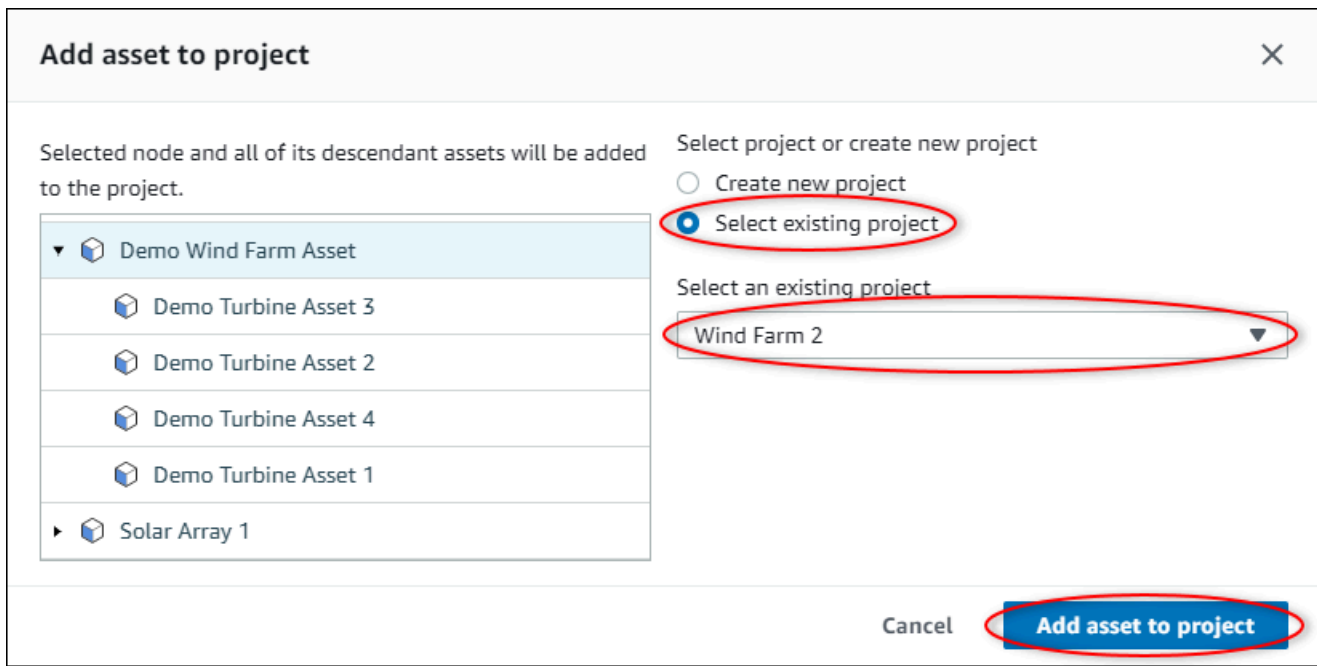 Add asset to project
Selected node and all of its descendant assets will be added
to the project.
Demo Wind Farm Asset
Demo Turbine Asset 3
Demo Turbine Asset 2
Demo Turbine Asset 4
Demo Turbine Asset 1
Solar Array 1
Select project or create new project
Create new project
Select existing project
Select an existing project
Wind Farm 2
Cancel
Add asset to project